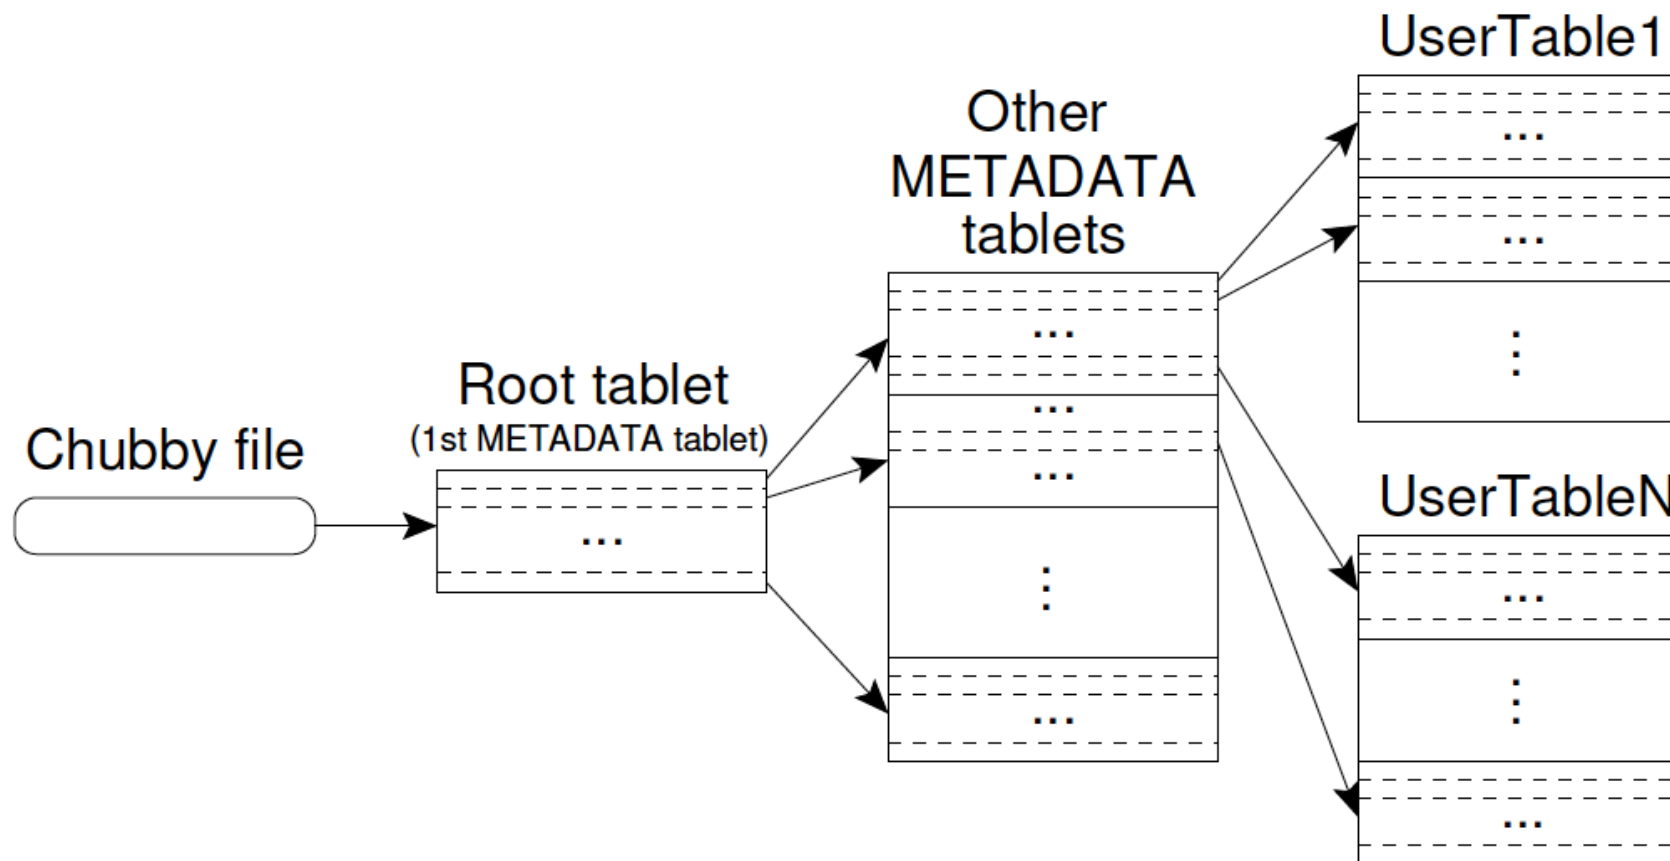 Chubby file
Root tablet
(1st METADATA tablet)
...
Other
METADATA
tablets
...
...
...
...
UserTable1
...
...
UserTableN
...
...